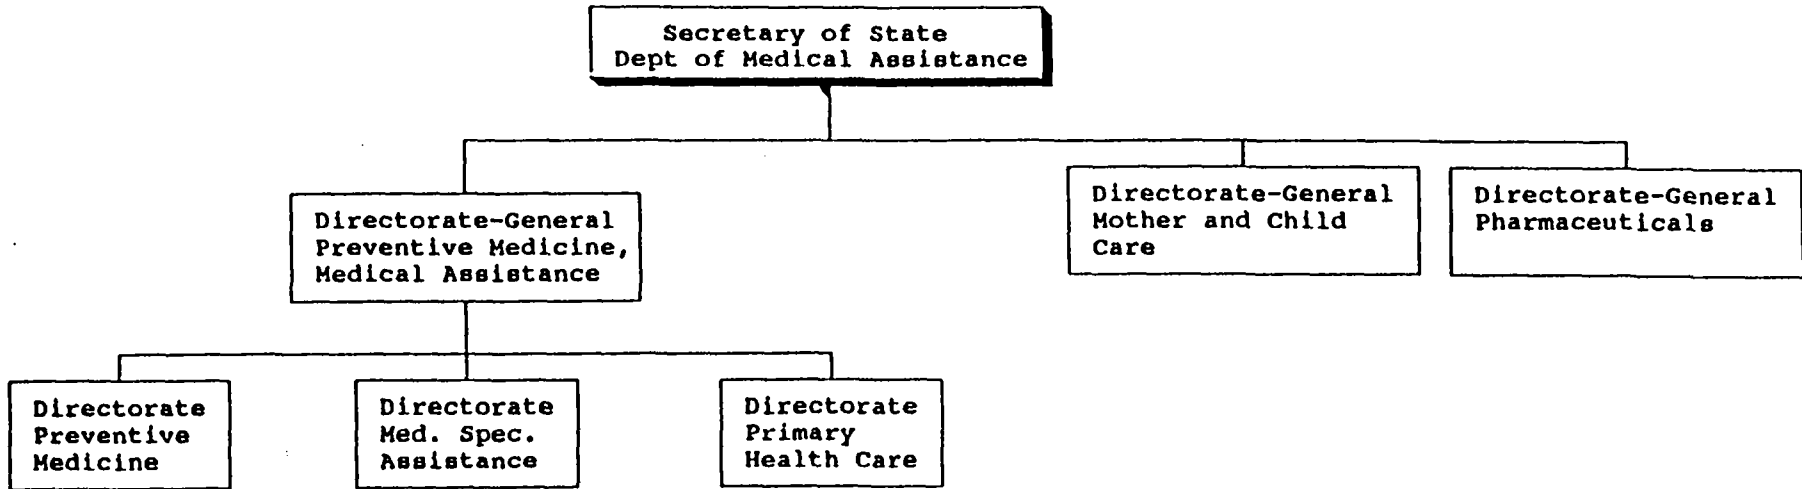 Secretary of State
Dept of Medical Assistance
Directorate-General
Preventive Medicine,
Medical Assistance
Directorate-General
Mother and Child
Care
Directorate-General
Pharmaceuticals
Directorate
Preventive
Medicine
Directorate
Med. Spec.
Assistance
Directorate
Primary
Health Care